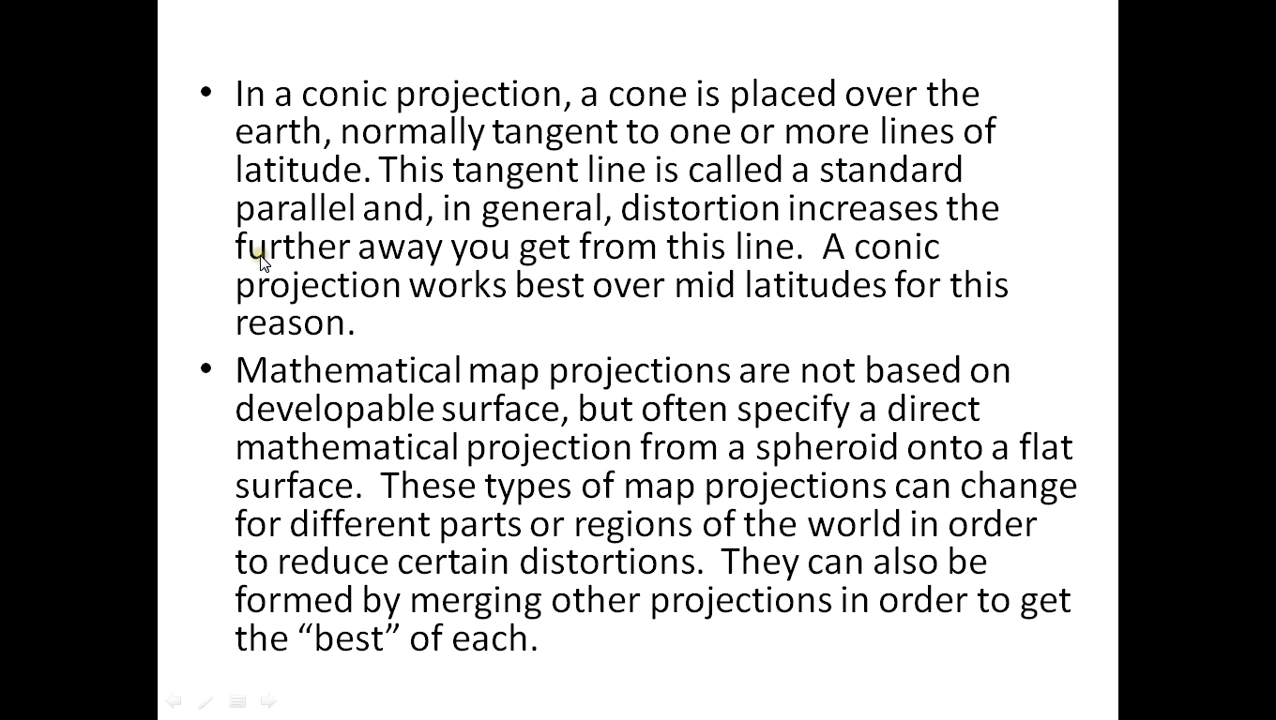 • In a conic projection, a cone is placed over the
earth, normally tangent to one or more lines of
latitude. This tangent line is called a standard
parallel and, in general, distortion increases the
further away you get from this line.  A conic
projection works best over mid latitudes for this
reason.
• Mathematical map projections are not based on
developable surface, but often specify a direct
mathematical projection from a spheroid onto a flat
surface.  These types of map projections can change
for different parts or regions of the world in order
to reduce certain distortions.  They can also be
formed by merging other projections in order to get
the “best” of each.